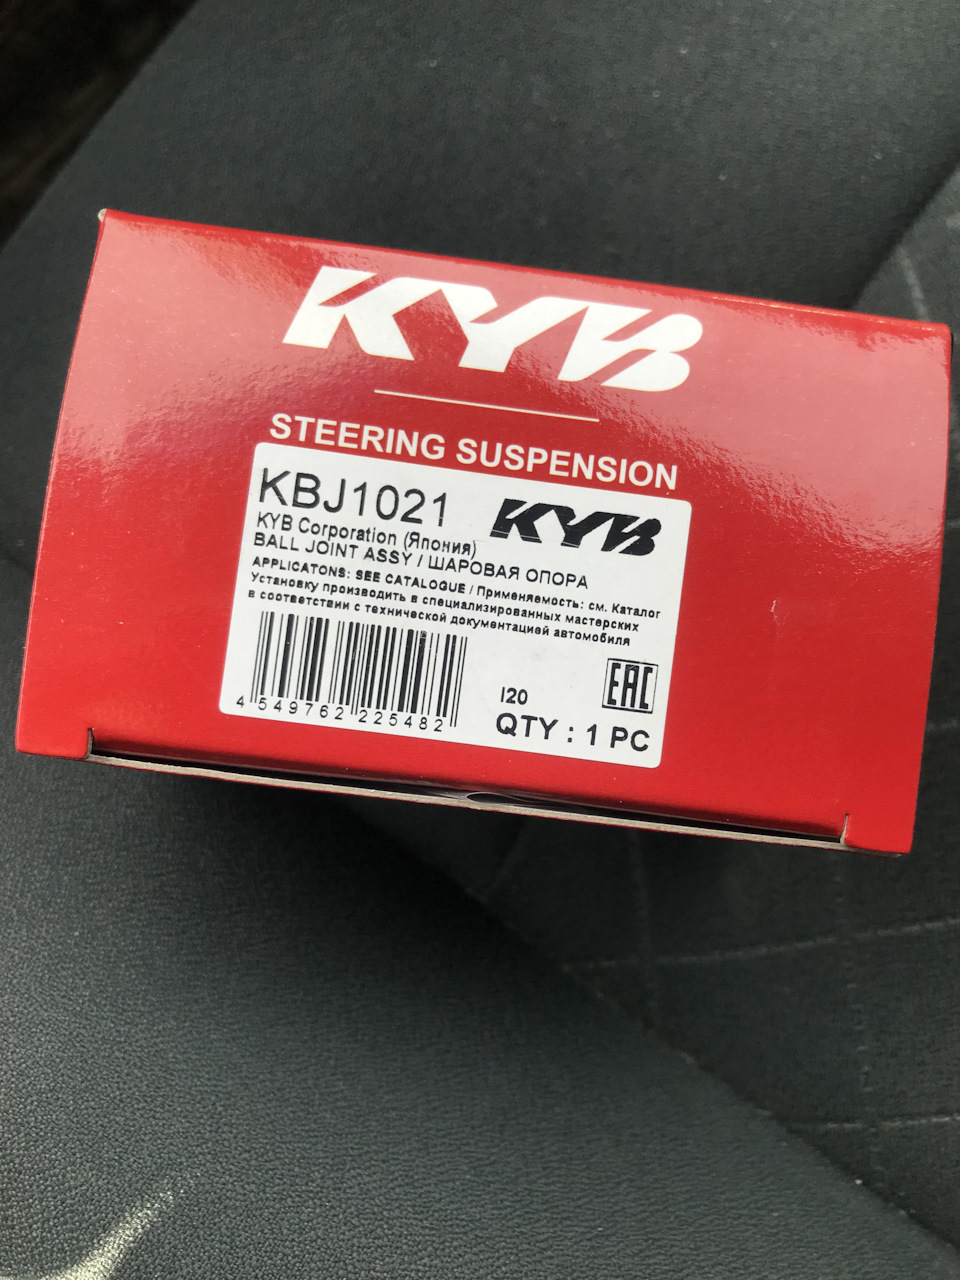 KYB
STEERING SUSPENSION
KBJ1021
KYB
KYB Corporation (Япония)
BALL JOINT ASSY / ШАРОВАЯ ОПОРА
APPLICATONS: SEE CATALOGUE / Применяемость: см. Каталог
Установку производить в специализированных мастерских
в соответствии с технической документацией автомобиля
4 549762 225482
I20
EAC
QTY : 1 PC